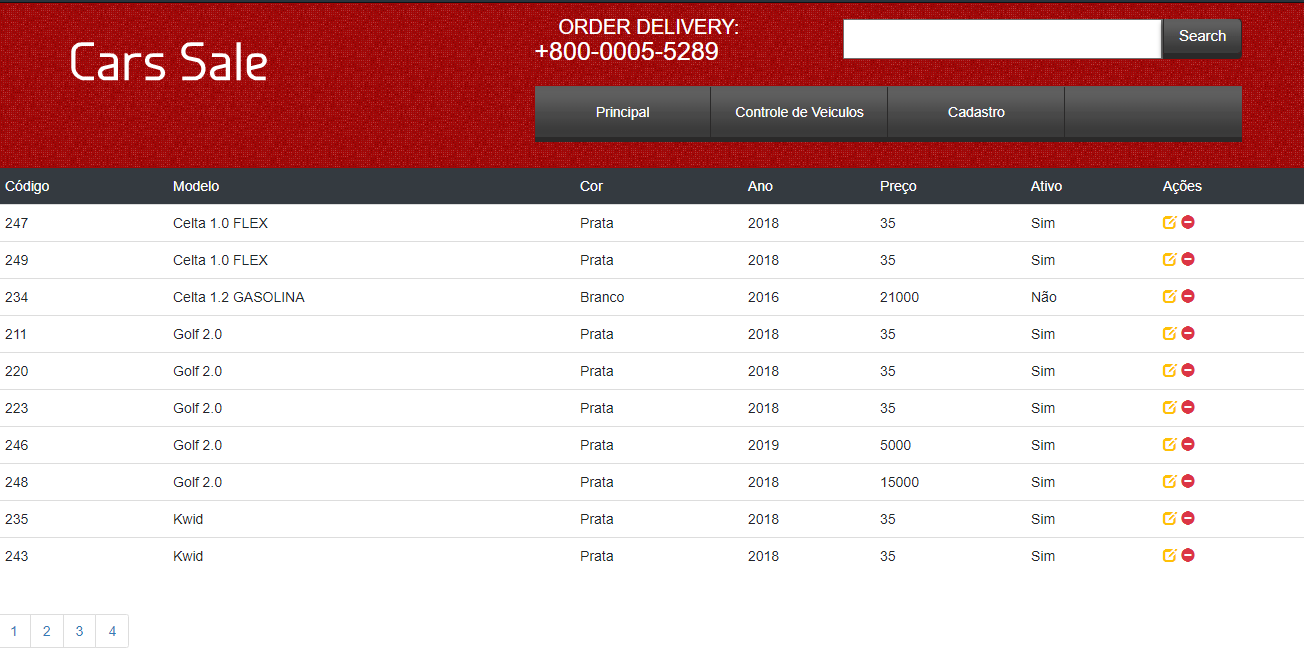 Cars Sale
ORDER DELIVERY:
+800-0005-5289
Search
Principal Controle de Veiculos Cadastro
Código Modelo Cor Ano Preço Ativo Ações
247 Celta 1.0 FLEX Prata 2018 35 Sim
249 Celta 1.0 FLEX Prata 2018 35 Sim
234 Celta 1.2 GASOLINA Branco 2016 21000 Não
211 Golf 2.0 Prata 2018 35 Sim
220 Golf 2.0 Prata 2018 35 Sim
223 Golf 2.0 Prata 2018 35 Sim
246 Golf 2.0 Prata 2019 5000 Sim
248 Golf 2.0 Prata 2018 15000 Sim
235 Kwid Prata 2018 35 Sim
243 Kwid Prata 2018 35 Sim
1 2 3 4